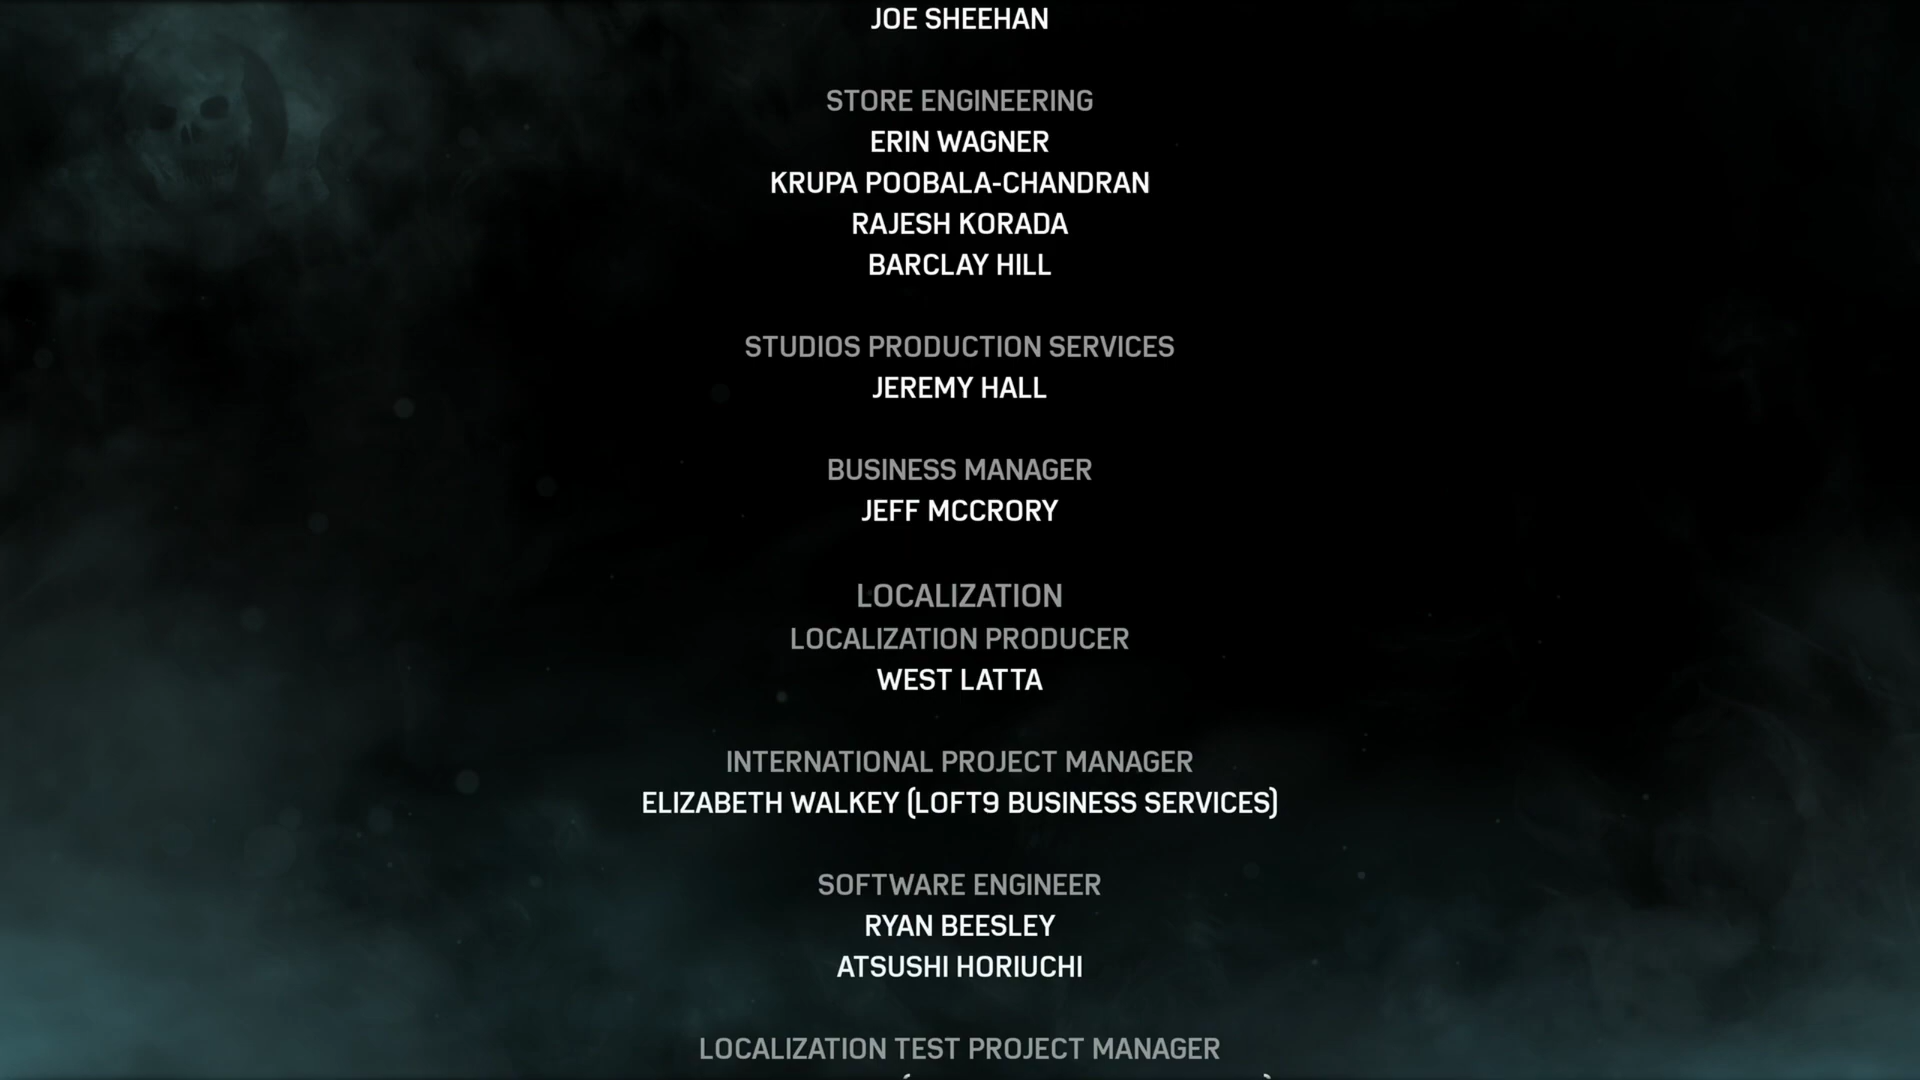 JOE SHEEHAN
STORE ENGINEERING
ERIN WAGNER
KRUPA POOBALA-CHANDRAN
RAJESH KORADA
BARCLAY HILL
STUDIOS PRODUCTION SERVICES
JEREMY HALL
BUSINESS MANAGER
JEFF MCCRORY
LOCALIZATION
LOCALIZATION PRODUCER
WEST LATTA
INTERNATIONAL PROJECT MANAGER
ELIZABETH WALKEY (LOFT9 BUSINESS SERVICES)
SOFTWARE ENGINEER
RYAN BEESLEY
ATSUSHI HORIUCHI
LOCALIZATION TEST PROJECT MANAGER